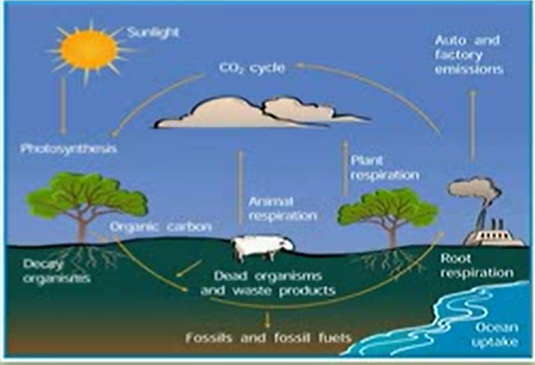 Sunlight
Auto and
factory
emissions
CO₂ cycle
Photosynthesis
Plant
respiration
Animal
respiration
Organic carbon
Decay
organisms
Dead organisms
and waste products
Root
respiration
Fossils and fossil fuels
Ocean
uptake